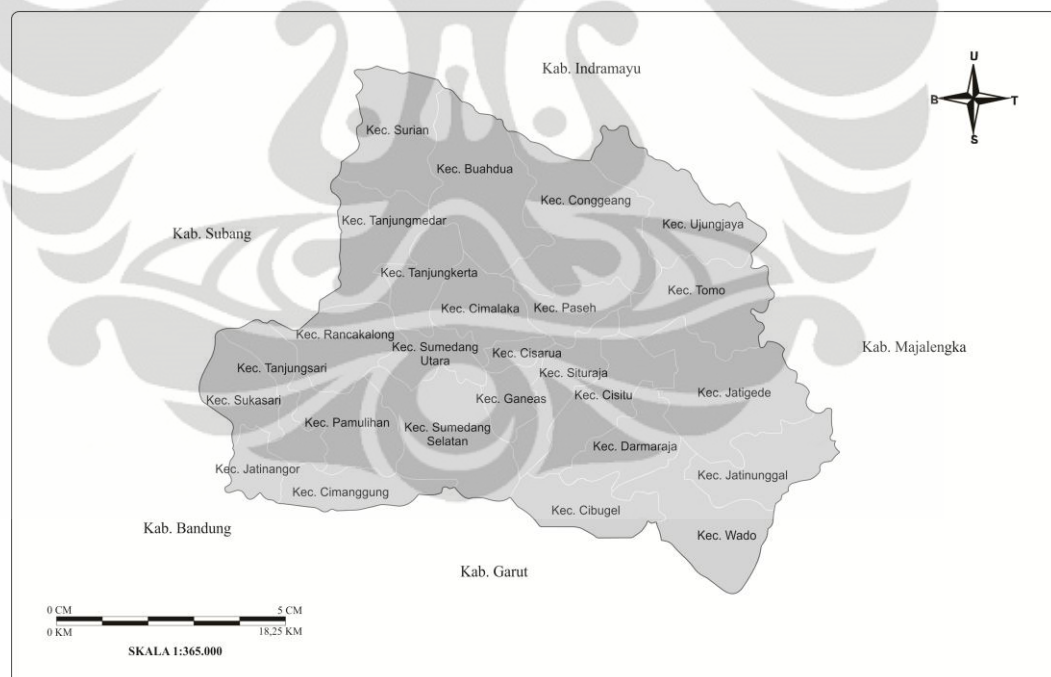 Kab. Indramayu
U
B
T
S
Kec. Surian
Kec. Buahdua
Kec. Conggeang
Kec. Tanjungmedar
Kec. Ujungjaya
Kab. Subang
Kec. Tanjungkerta
Kec. Tomo
Kec. Cimalaka
Kec. Paseh
Kec. Rancakalong
Kec. Sumedang
Utara
Kec. Cisarua
Kab. Majalengka
Kec. Tanjungsari
Kec. Situraja
Kec. Sukasari
Kec. Ganeas
Kec. Cisitu
Kec. Jatigede
Kec. Pamulihan
Kec. Sumedang
Selatan
Kec. Darmaraja
Kec. Jatinangor
Kec. Jatinunggal
Kec. Cimanggung
Kec. Cibugel
Kab. Bandung
Kec. Wado
Kab. Garut
0 CM
5 CM
0 KM
18,25 KM
SKALA 1:365.000